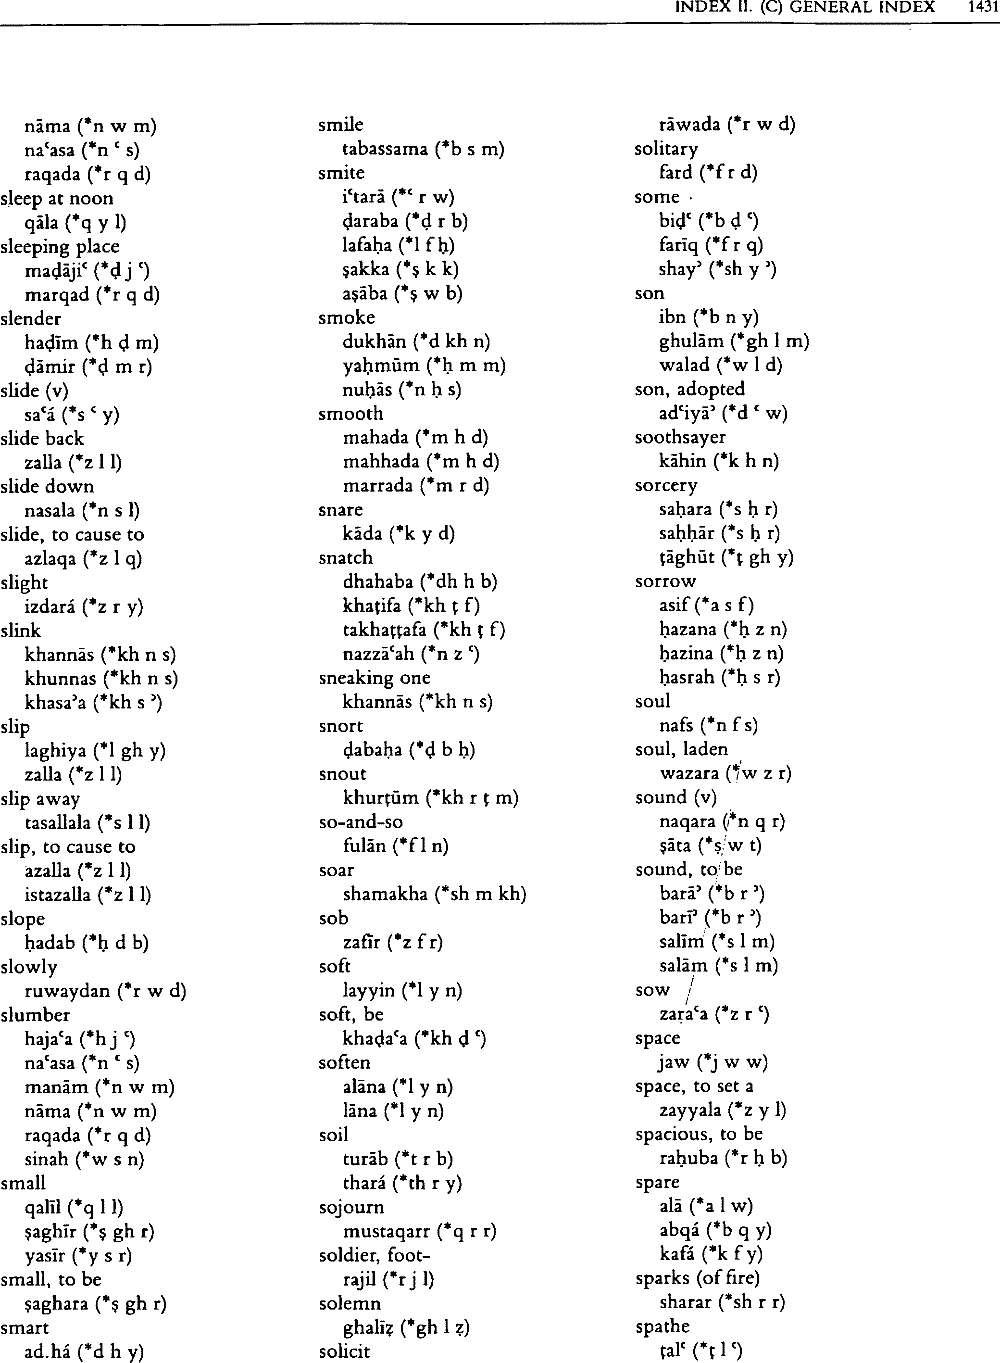 INDEX II. (C) GENERAL INDEX 1431
nāma (*n w m)
naʿasa (*n ʿ s)
raqada (*r q d)
sleep at noon
qāla (*q y l)
sleeping place
maḍājiʿ (*ḍ j ʿ)
marqad (*r q d)
slender
haḍīm (*h ḍ m)
ḍāmir (*ḍ m r)
slide (v)
saʿá (*s ʿ y)
slide back
zalla (*z l l)
slide down
nasala (*n s l)
slide, to cause to
azlaqa (*z l q)
slight
izdará (*z r y)
slink
khannās (*kh n s)
khunnas (*kh n s)
khasaʾa (*kh s ʾ)
slip
laghiya (*l gh y)
zalla (*z l l)
slip away
tasallala (*s l l)
slip, to cause to
azalla (*z l l)
istazalla (*z l l)
slope
ḥadab (*ḥ d b)
slowly
ruwaydan (*r w d)
slumber
hajaʿa (*h j ʿ)
naʿasa (*n ʿ s)
manām (*n w m)
nāma (*n w m)
raqada (*r q d)
sinah (*w s n)
small
qalīl (*q l l)
ṣaghīr (*ṣ gh r)
yasīr (*y s r)
small, to be
ṣaghara (*ṣ gh r)
smart
ad.há (*d h y)
smile
tabassama (*b s m)
smite
iʿtará (*ʿ r w)
ḍaraba (*ḍ r b)
lafaḥa (*l f ḥ)
ṣakka (*ṣ k k)
aṣāba (*ṣ w b)
smoke
dukhān (*d kh n)
yaḥmūm (*ḥ m m)
nuḥās (*n ḥ s)
smooth
mahada (*m h d)
mahhada (*m h d)
marrada (*m r d)
snare
kāda (*k y d)
snatch
dhahaba (*dh h b)
khaṭifa (*kh ṭ f)
takhaṭṭafa (*kh ṭ f)
nazzāʿah (*n z ʿ)
sneaking one
khannās (*kh n s)
snort
ḍabaḥa (*ḍ b ḥ)
snout
khurṭūm (*kh r ṭ m)
so-and-so
fulān (*f l n)
soar
shamakha (*sh m kh)
sob
zafīr (*z f r)
soft
layyin (*l y n)
soft, be
khaḍaʿa (*kh ḍ ʿ)
soften
alāna (*l y n)
lāna (*l y n)
soil
turāb (*t r b)
thará (*th r y)
sojourn
mustaqarr (*q r r)
soldier, foot-
rajil (*r j l)
solemn
ghalīẓ (*gh l ẓ)
solicit
rāwada (*r w d)
solitary
fard (*f r d)
some
biḍʿ (*b ḍ ʿ)
farīq (*f r q)
shayʾ (*sh y ʾ)
son
ibn (*b n y)
ghulām (*gh l m)
walad (*w l d)
son, adopted
adʿiyāʾ (*d ʿ w)
soothsayer
kāhin (*k h n)
sorcery
saḥara (*s ḥ r)
saḥḥār (*s ḥ r)
ṭāghūt (*ṭ gh y)
sorrow
asif (*a s f)
ḥazana (*ḥ z n)
ḥazina (*ḥ z n)
ḥasrah (*ḥ s r)
soul
nafs (*n f s)
soul, laden
wazara (*w z r)
sound (v)
naqara (*n q r)
ṣāta (*ṣ w t)
sound, to be
barāʾ (*b r ʾ)
barīʾ (*b r ʾ)
salīm (*s l m)
salām (*s l m)
sow
zaraʿa (*z r ʿ)
space
jaw (*j w w)
space, to set a
zayyala (*z y l)
spacious, to be
raḥuba (*r ḥ b)
spare
alā (*a l w)
abqá (*b q y)
kafá (*k f y)
sparks (of fire)
sharar (*sh r r)
spathe
ṭalʿ (*ṭ l ʿ)